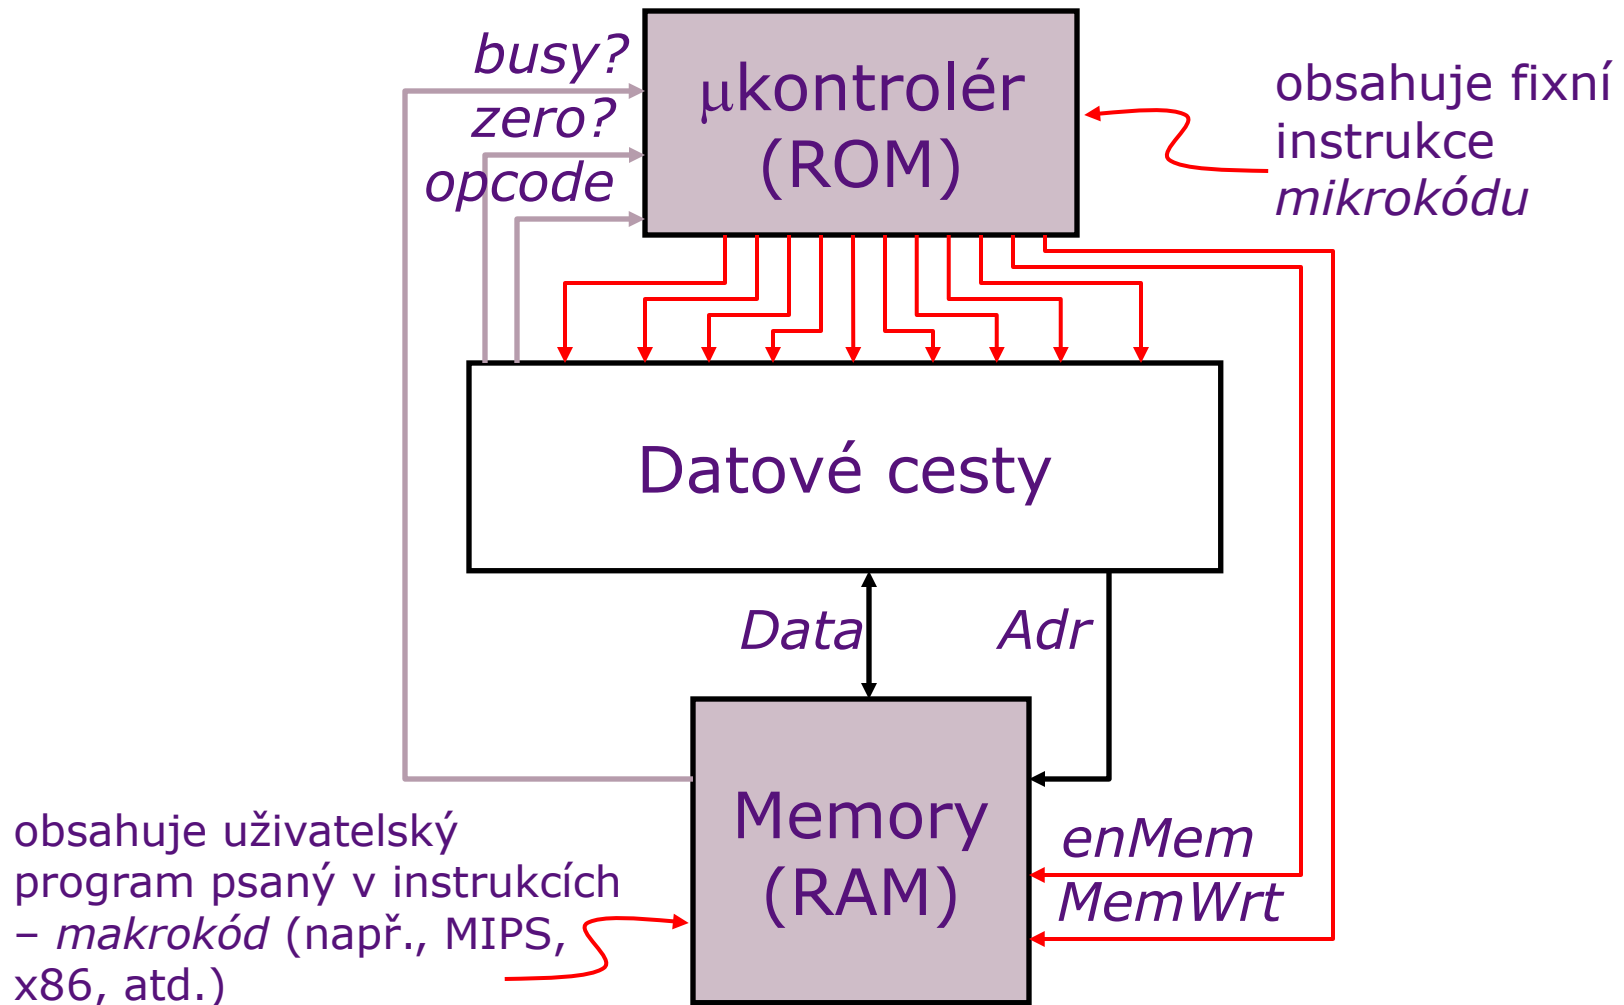 busy?
zero?
opcode
μkontrolér
(ROM)
obsahuje fixní
instrukce
mikrokódu
Datové cesty
Data
Adr
Memory
(RAM)
enMem
MemWrt
obsahuje uživatelský
program psaný v instrukcích
– makrokód (např., MIPS,
x86, atd.)